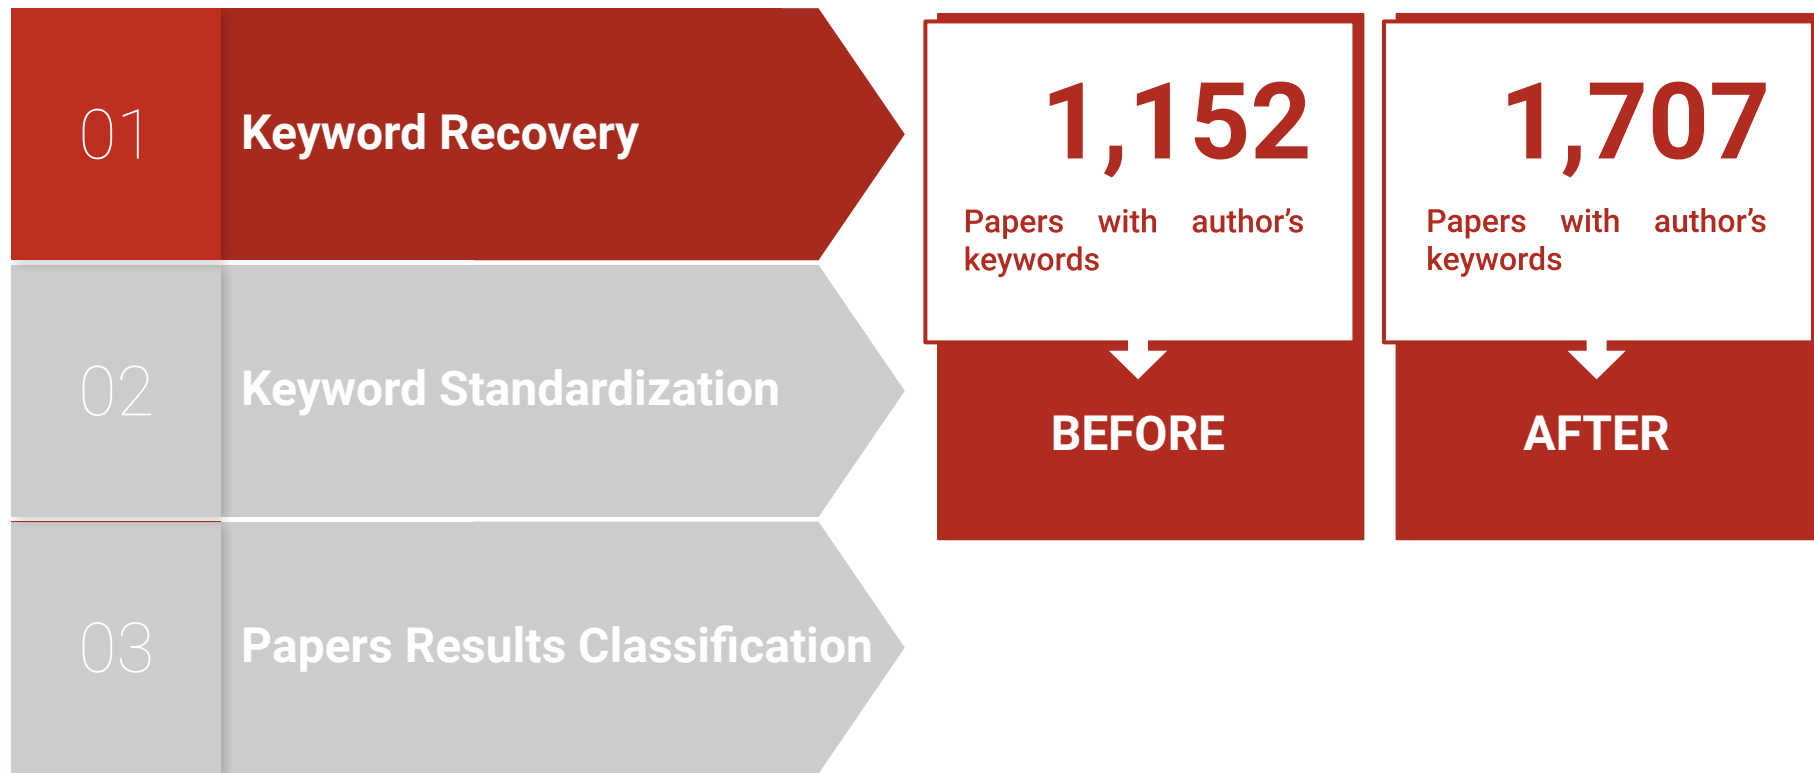 01
Keyword Recovery
02
Keyword Standardization
03
Papers Results Classification
1,152
Papers with author’s
keywords
BEFORE
1,707
Papers with author’s
keywords
AFTER